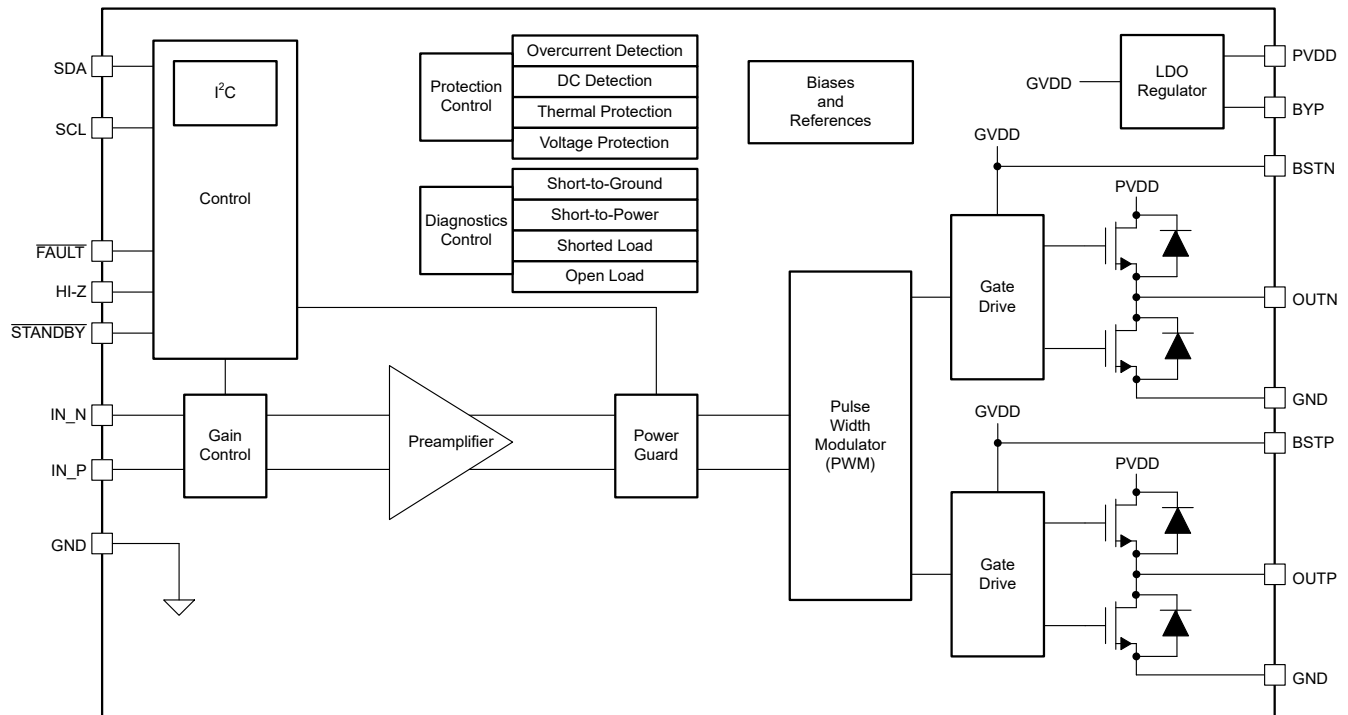 SDA
SCL
FAULT
HI-Z
STANDBY
IN_N
IN_P
GND
I²C
Control
Gain
Control
Preamplifier
Protection
Control
Overcurrent Detection
DC Detection
Thermal Protection
Voltage Protection
Diagnostics
Control
Short-to-Ground
Short-to-Power
Shorted Load
Open Load
Power
Guard
Biases
and
References
Pulse
Width
Modulator
(PWM)
GVDD
LDO
Regulator
GVDD
Gate
Drive
PVDD
GVDD
Gate
Drive
PVDD
PVDD
BYP
BSTN
OUTN
GND
BSTP
OUTP
GND